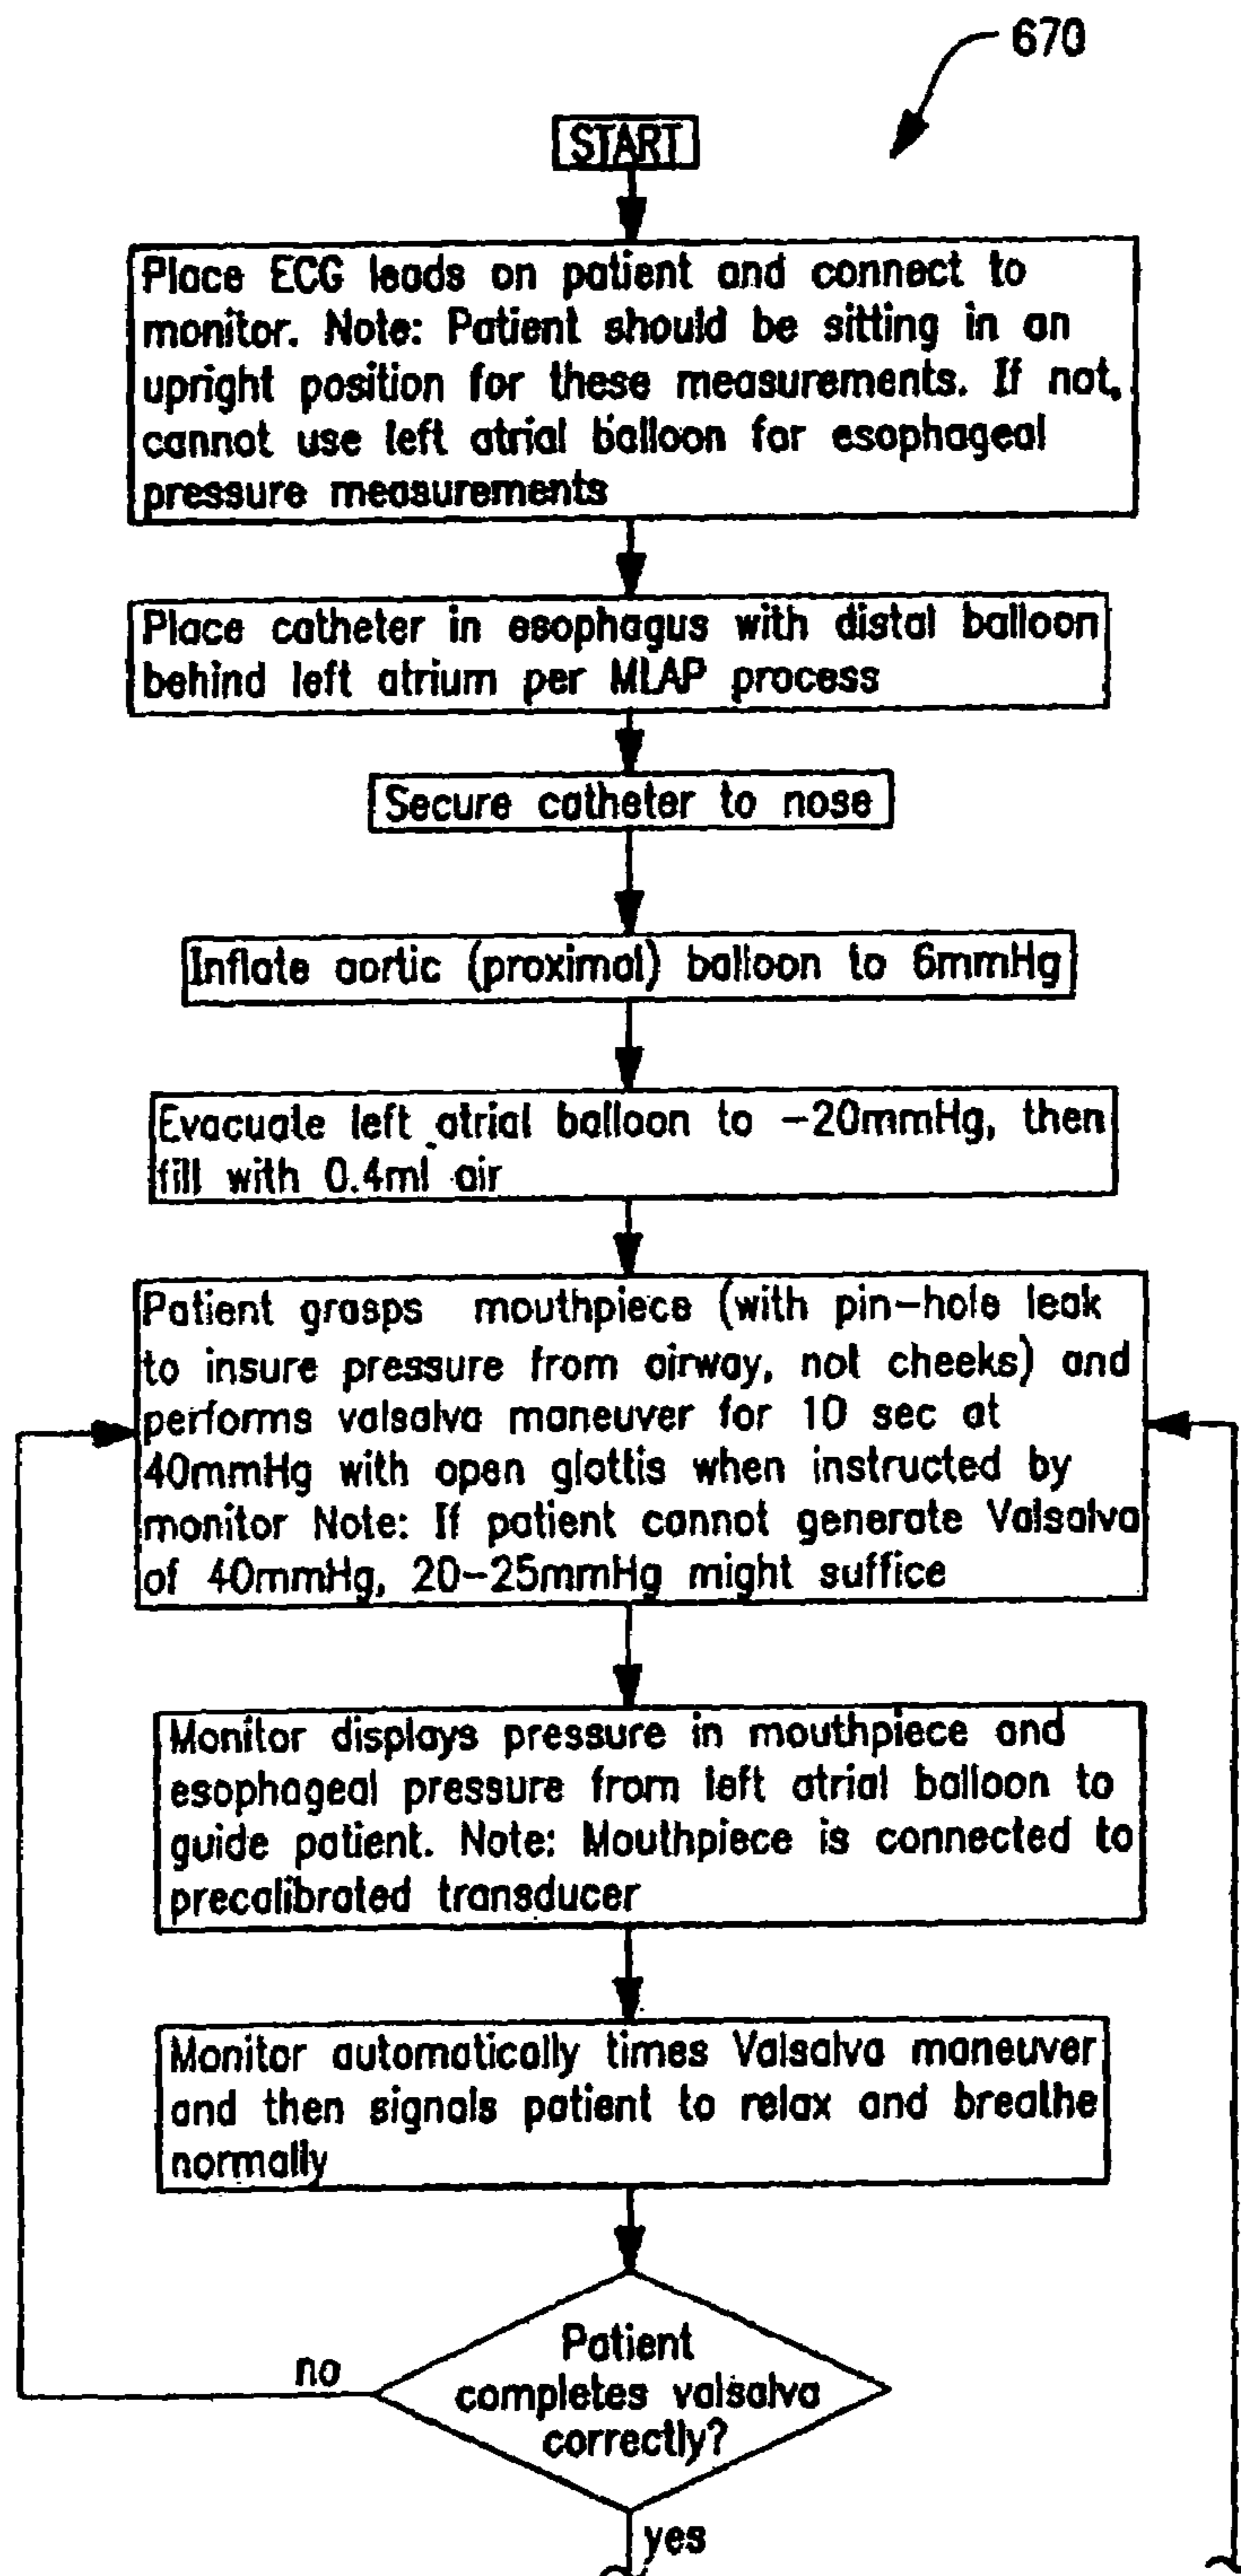 670
START
Place ECG leads on patient and connect to
monitor. Note: Patient should be sitting in an
upright position for these measurements. If not,
cannot use left atrial balloon for esophageal
pressure measurements
Place catheter in esophagus with distal balloon
behind left atrium per MLAP process
Secure catheter to nose
Inflate aortic (proximal) balloon to 6mmHg
Evacuate left atrial balloon to -20mmHg, then
fill with 0.4ml air
Patient grasps mouthpiece (with pin-hole leak
to insure pressure from airway, not cheeks) and
performs valsalva maneuver for 10 sec at
40mmHg with open glottis when instructed by
monitor Note: If patient cannot generate Valsalva
of 40mmHg, 20-25mmHg might suffice
Monitor displays pressure in mouthpiece and
esophageal pressure from left atrial balloon to
guide patient. Note: Mouthpiece is connected to
precalibrated transducer
Monitor automatically times Valsalva maneuver
and then signals patient to relax and breathe
normally
Patient
completes valsalva
correctly?
no
yes